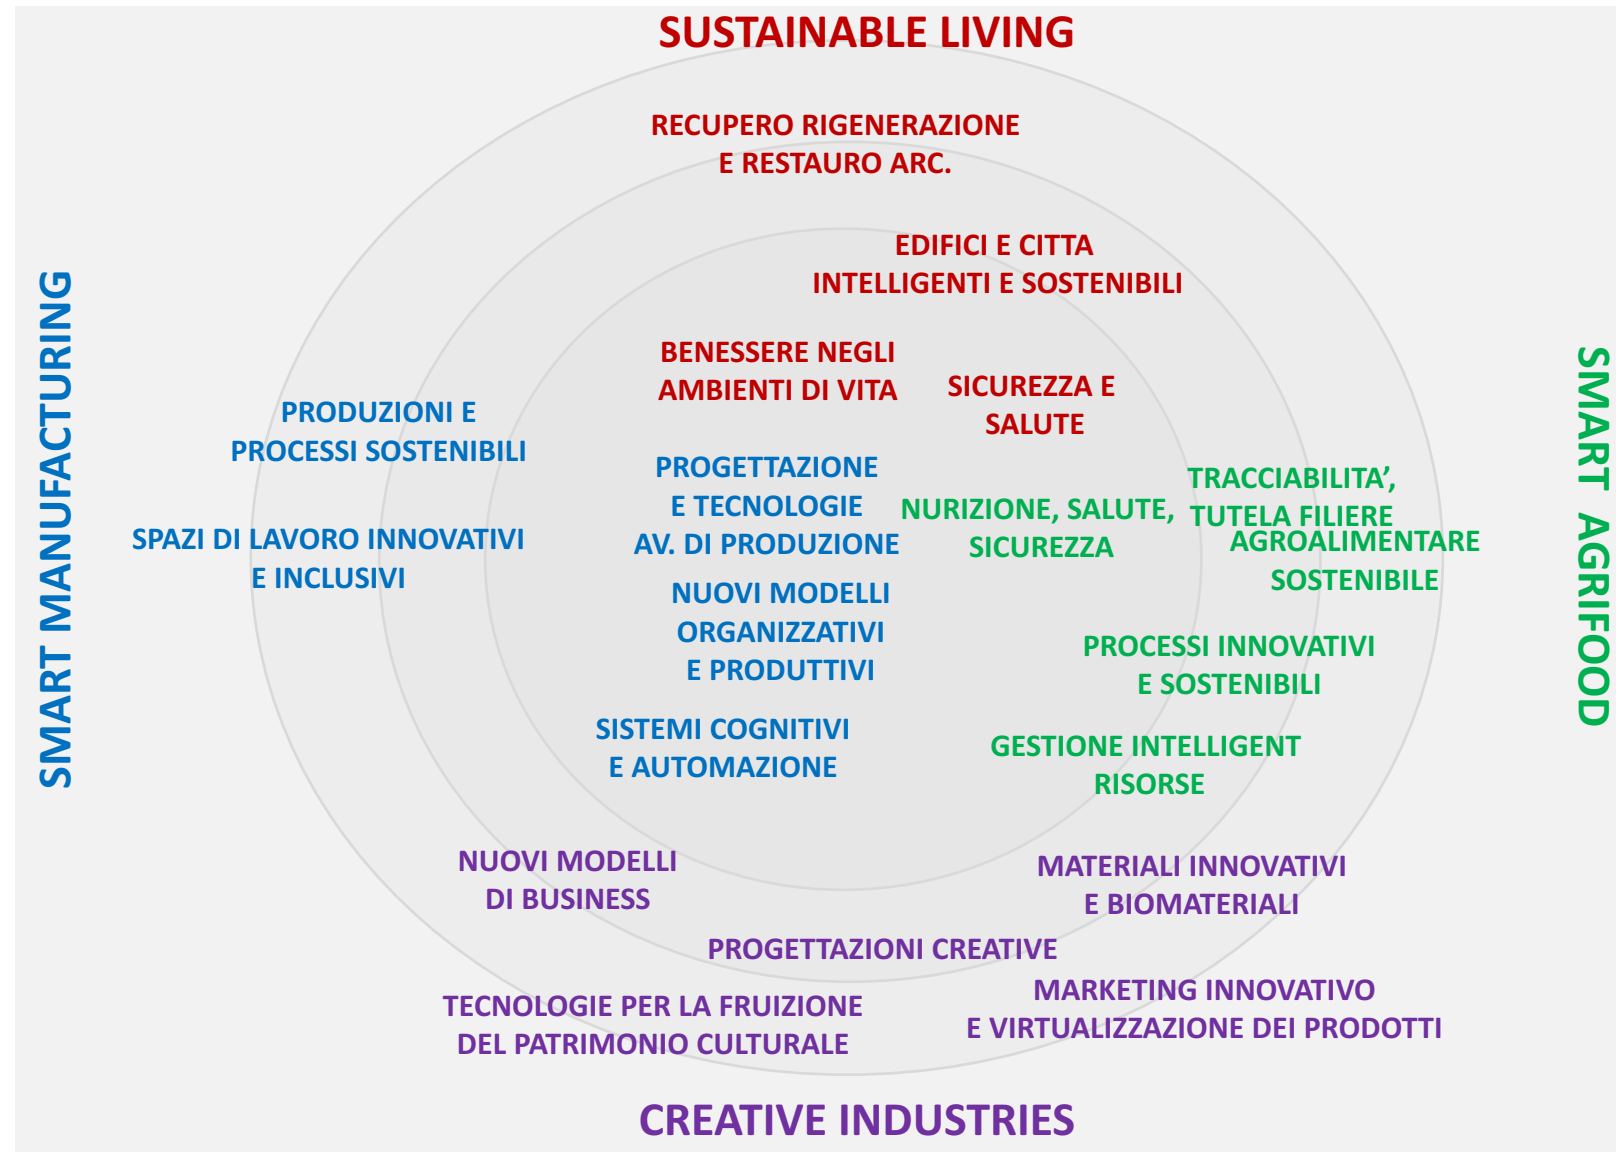 SUSTAINABLE LIVING
RECUPERO RIGENERAZIONE
E RESTAURO ARC.
EDIFICI E CITTA
INTELLIGENTI E SOSTENIBILI
BENESSERE NEGLI
AMBIENTI DI VITA
SICUREZZA E
SALUTE
SMART MANUFACTURING
PRODUZIONI E
PROCESSI SOSTENIBILI
SPAZI DI LAVORO INNOVATIVI
E INCLUSIVI
PROGETTAZIONE
E TECNOLOGIE
AV. DI PRODUZIONE
NUOVI MODELLI
ORGANIZZATIVI
E PRODUTTIVI
SISTEMI COGNITIVI
E AUTOMAZIONE
NURIZIONE, SALUTE,
SICUREZZA
TRACCIABILITA’,
TUTELA FILIERE
AGROALIMENTARE
SOSTENIBILE
PROCESSI INNOVATIVI
E SOSTENIBILI
GESTIONE INTELLIGENT
RISORSE
SMART AGRIFOOD
NUOVI MODELLI
DI BUSINESS
MATERIALI INNOVATIVI
E BIOMATERIALI
PROGETTAZIONI CREATIVE
TECNOLOGIE PER LA FRUIZIONE
DEL PATRIMONIO CULTURALE
MARKETING INNOVATIVO
E VIRTUALIZZAZIONE DEI PRODOTTI
CREATIVE INDUSTRIES